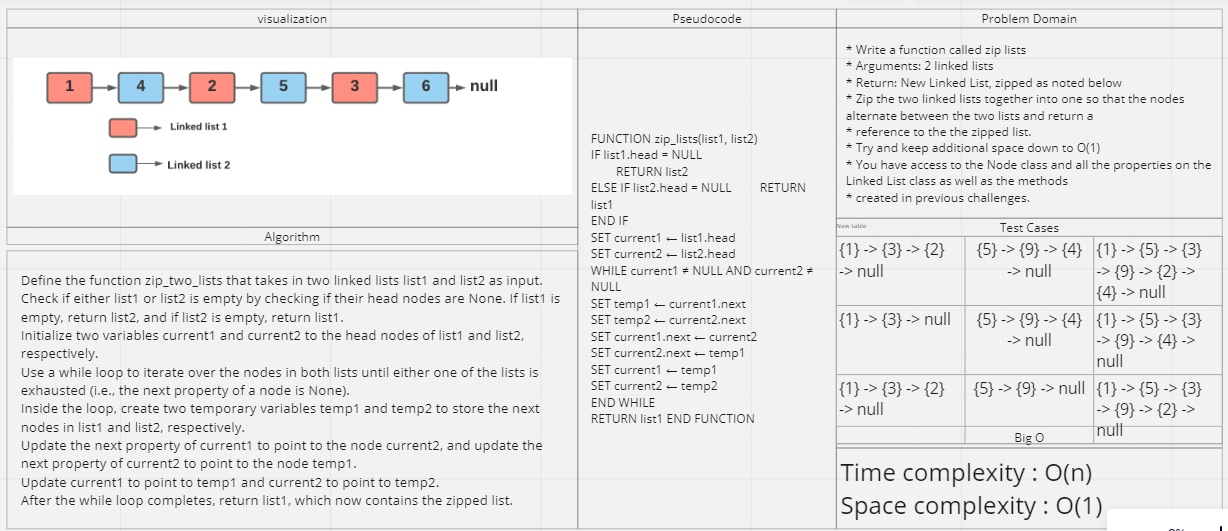 visualization
1 4 2 5 3 6 null
Linked list 1
Linked list 2
Algorithm
Define the function zip_two_lists that takes in two linked lists list1 and list2 as input.
Check if either list1 or list2 is empty by checking if their head nodes are None. If list1 is
empty, return list2, and if list2 is empty, return list1.
Initialize two variables current1 and current2 to the head nodes of list1 and list2,
respectively.
Use a while loop to iterate over the nodes in both lists until either one of the lists is
exhausted (i.e., the next property of a node is None).
Inside the loop, create two temporary variables temp1 and temp2 to store the next
nodes in list1 and list2, respectively.
Update the next property of current1 to point to the node current2, and update the
next property of current2 to point to the node temp1.
Update current1 to point to temp1 and current2 to point to temp2.
After the while loop completes, return list1, which now contains the zipped list.
Pseudocode
FUNCTION zip_lists(list1, list2)
IF list1.head = NULL
RETURN list2
ELSE IF list2.head = NULL RETURN
list1
END IF
SET current1 ← list1.head
SET current2 ← list2.head
WHILE current1 ≠ NULL AND current2 ≠
NULL
SET temp1 ← current1.next
SET temp2 ← current2.next
SET current1.next ← current2
SET current2.next ← temp1
SET current1 ← temp1
SET current2 ← temp2
END WHILE
RETURN list1 END FUNCTION
Problem Domain
* Write a function called zip lists
* Arguments: 2 linked lists
* Return: New Linked List, zipped as noted below
* Zip the two linked lists together into one so that the nodes
alternate between the two lists and return a
* reference to the the zipped list.
* Try and keep additional space down to O(1)
* You have access to the Node class and all the properties on the
Linked List class as well as the methods
* created in previous challenges.
New table
Test Cases
{1} -> {3} -> {2}
-> null
{5} -> {9} -> {4}
-> null
{1} -> {5} -> {3}
-> {9} -> {2} ->
{4} -> null
{1} -> {3} -> null
{5} -> {9} -> {4}
-> null
{1} -> {5} -> {3}
-> {9} -> {4} ->
null
{1} -> {3} -> {2}
-> null
{5} -> {9} -> null
{1} -> {5} -> {3}
-> {9} -> {2} ->
null
Big O
Time complexity : O(n)
Space complexity : O(1)